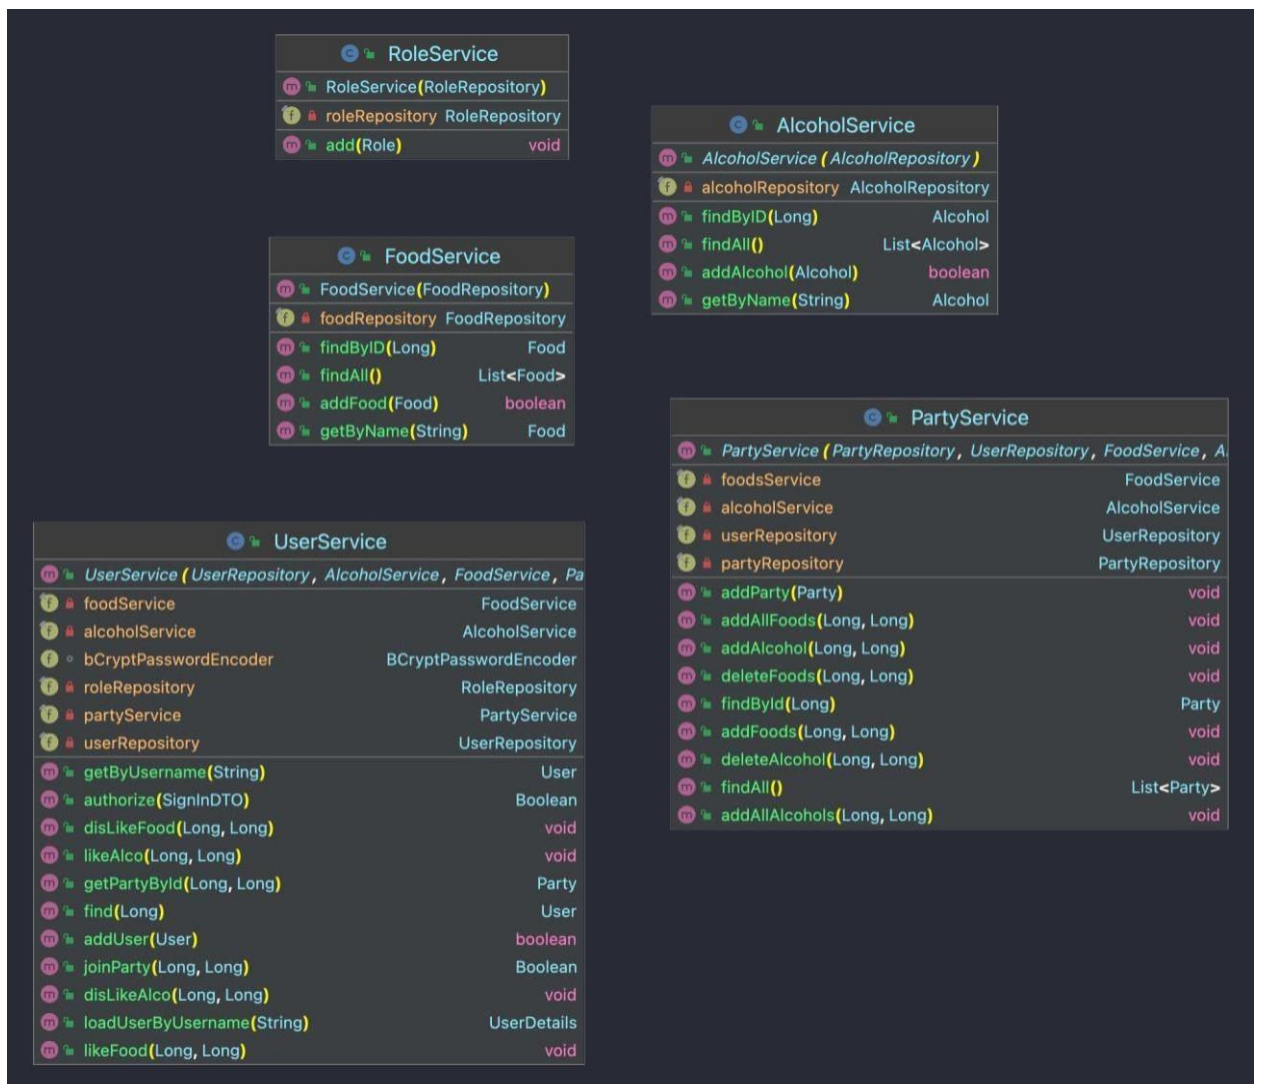 RoleService
RoleService(RoleRepository)
roleRepository RoleRepository
add(Role) void
AlcoholService
AlcoholService(AlcoholRepository)
alcoholRepository AlcoholRepository
findByID(Long) Alcohol
findAll() List<Alcohol>
addAlcohol(Alcohol) boolean
getByName(String) Alcohol
FoodService
FoodService(FoodRepository)
foodRepository FoodRepository
findByID(Long) Food
findAll() List<Food>
addFood(Food) boolean
getByName(String) Food
PartyService
PartyService(PartyRepository, UserRepository, FoodService, A
foodsService FoodService
alcoholService AlcoholService
userRepository UserRepository
partyRepository PartyRepository
addParty(Party) void
addAllFoods(Long, Long) void
addAlcohol(Long, Long) void
deleteFoods(Long, Long) void
findById(Long) Party
addFoods(Long, Long) void
deleteAlcohol(Long, Long) void
findAll() List<Party>
addAllAlcohols(Long, Long) void
UserService
UserService(UserRepository, AlcoholService, FoodService, Pa
foodService FoodService
alcoholService AlcoholService
bCryptPasswordEncoder BCryptPasswordEncoder
roleRepository RoleRepository
partyService PartyService
userRepository UserRepository
getByUsername(String) User
authorize(SignInDTO) Boolean
disLikeFood(Long, Long) void
likeAlco(Long, Long) void
getPartyById(Long, Long) Party
find(Long) User
addUser(User) boolean
joinParty(Long, Long) Boolean
disLikeAlco(Long, Long) void
loadUserByUsername(String) UserDetails
likeFood(Long, Long) void